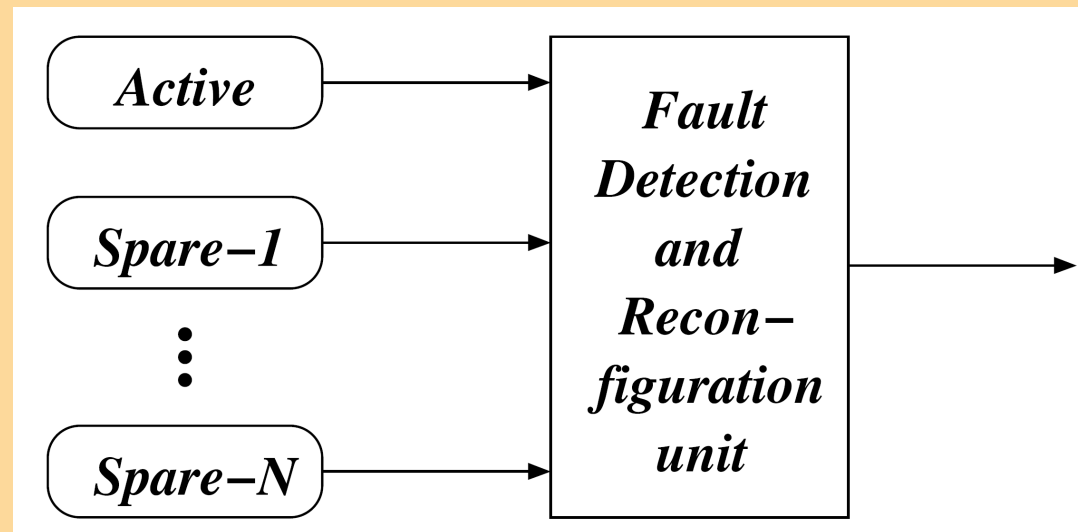 Active
Spare−1
Spare−N
Fault
Detection
and
Recon−
figuration
unit